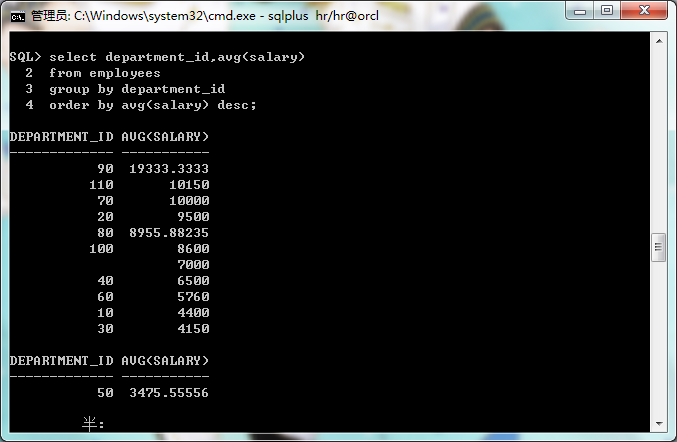 管理员: C:\Windows\system32\cmd.exe - sqlplus  hr/hr@orcl
SQL> select department_id,avg(salary)
  2  from employees
  3  group by department_id
  4  order by avg(salary) desc;
DEPARTMENT_ID AVG(SALARY)
------------- -----------
           90  19333.3333
          110       10150
           70       10000
           20        9500
           80  8955.88235
          100        8600
                     7000
           40        6500
           60        5760
           10        4400
           30        4150
DEPARTMENT_ID AVG(SALARY)
------------- -----------
           50  3475.55556
半: